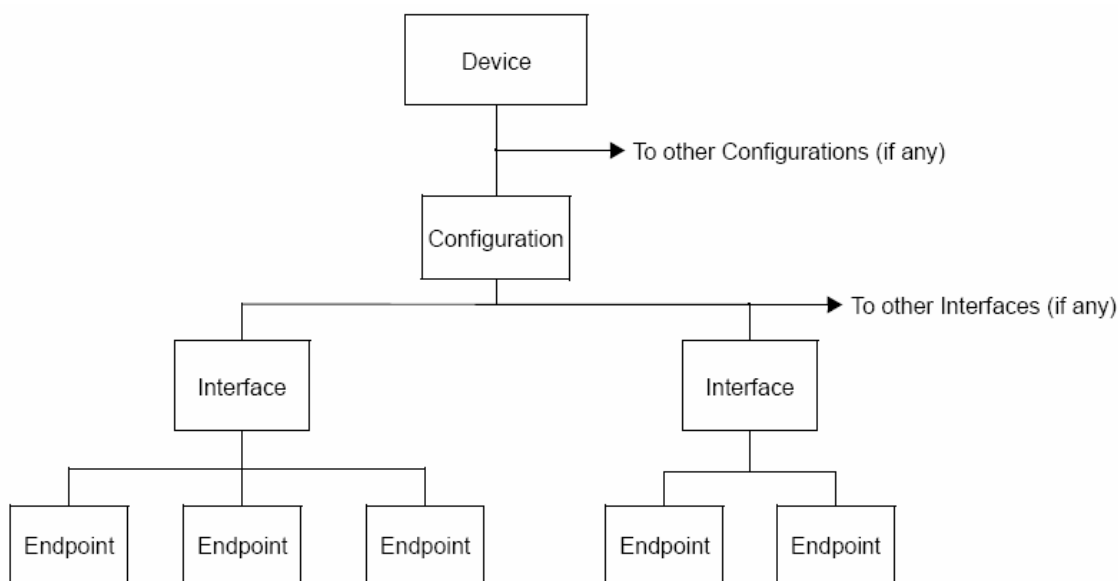 Device
To other Configurations (if any)
Configuration
To other Interfaces (if any)
Interface
Interface
Endpoint
Endpoint
Endpoint
Endpoint
Endpoint